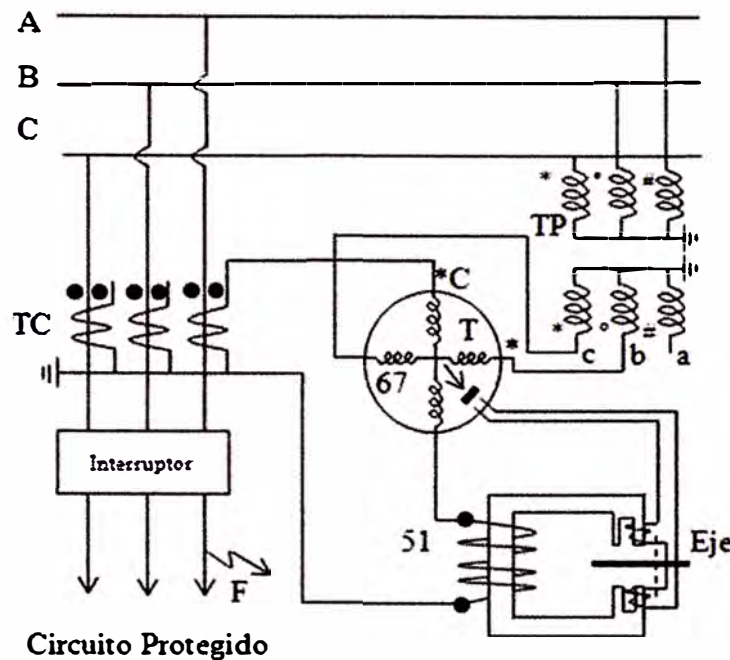 A
B
C
* ° #
TP
* ° #
c b a
TC
*C
T
*
67
Interruptor
51
Eje
F
Circuito Protegido